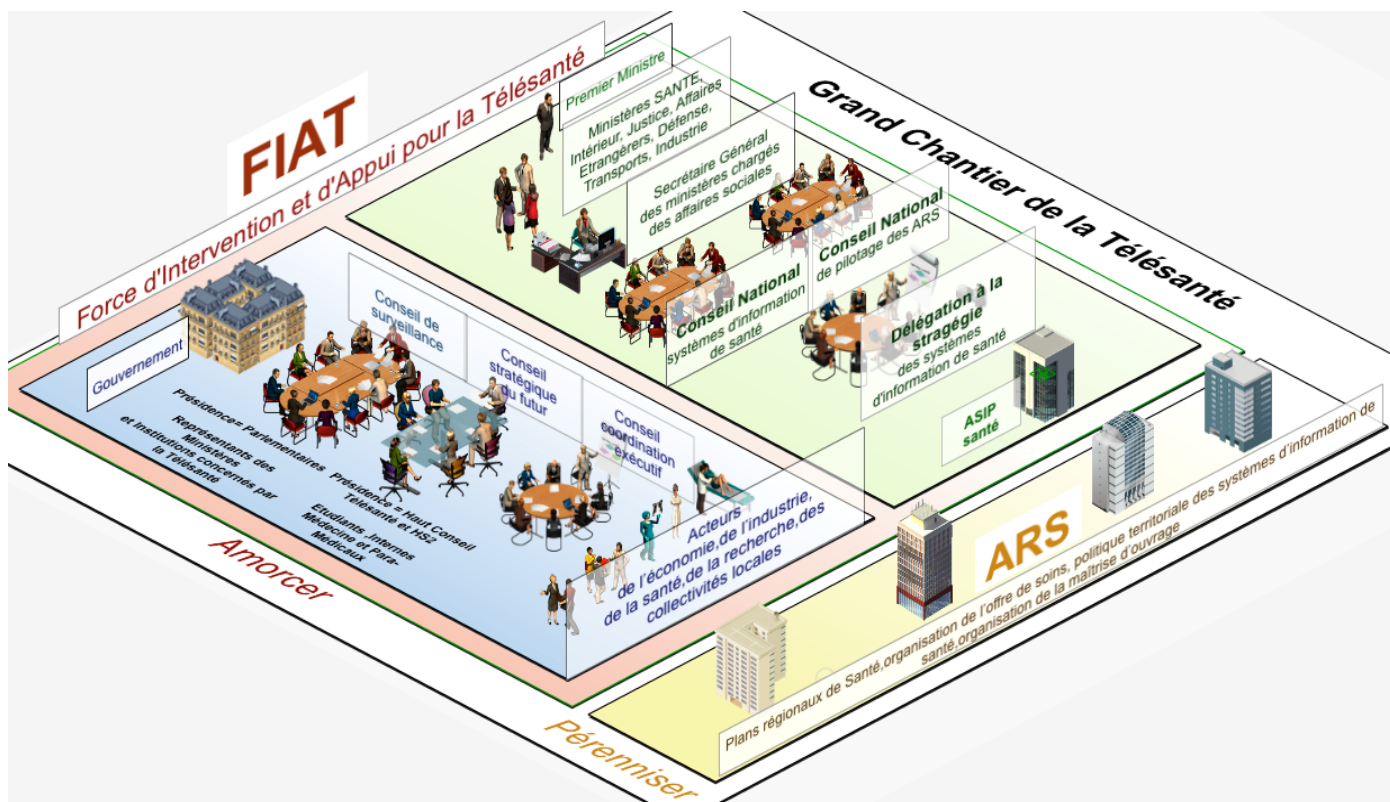 FIAT
Force d'Intervention et d'Appui pour la Télésanté
Grand Chantier de la Télésanté
Premier Ministre
Ministères SANTE,
Intérieur, Justice, Affaires
Etrangèrers, Défense,
Transports, Industrie
Secrétaire Général
des ministères chargés
des affaires sociales
Conseil National
de pilotage des ARS
Conseil National
systèmes d'information
de santé
Délégation à la
stragégie
des systèmes
d'information de santé
ASIP
santé
Gouvernement
Conseil de
surveillance
Conseil
stratégique
du futur
Conseil
coordination
exécutif
Présidence= Parlementaires
Représentants des
Ministères
et Institutions concernés par
la Télésanté
Présidence = Haut Conseil
Télésanté et HS2
Etudiants ,Internes
Médecine et Para-
Médicaux
Acteurs
de l'économie,de l'industrie,
de la santé,de la recherche,des
collectivités locales
Amorcer
ARS
Plans régionaux de Santé,organisation de l'offre de soins, politique territoriale des systèmes d'information de
santé,organisation de la maîtrise d'ouvrage
Pérenniser